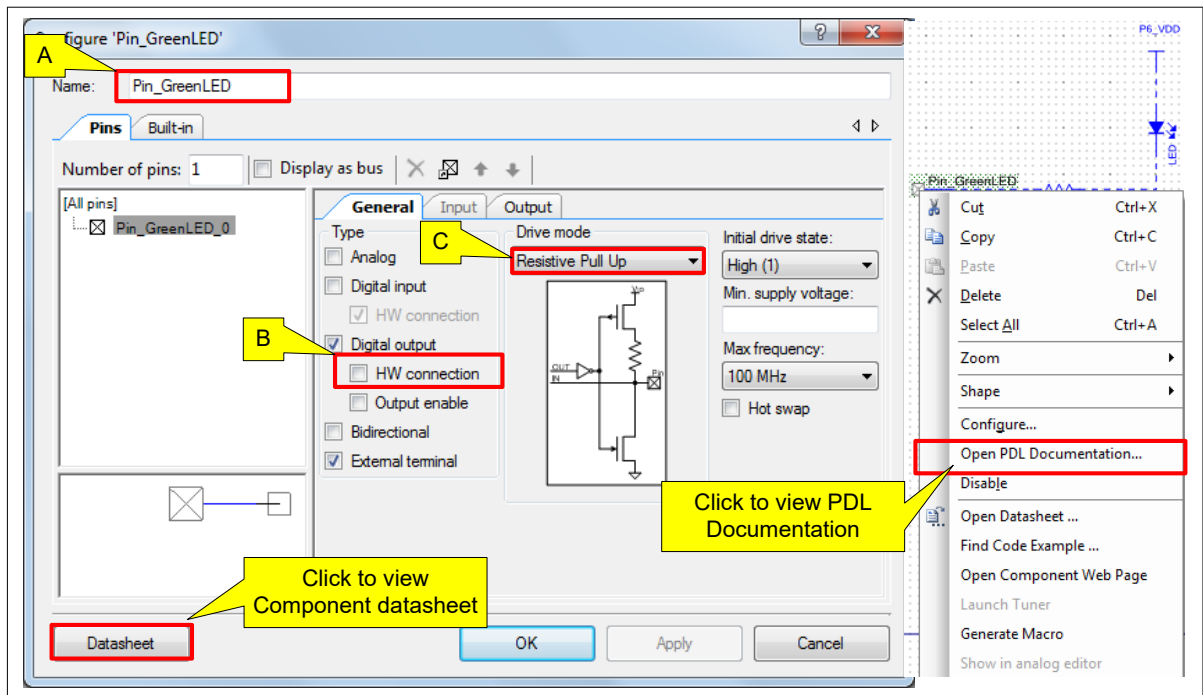 Configure 'Pin_GreenLED'
A
Name: Pin_GreenLED
Pins Built-in
Number of pins: 1 Display as bus
[All pins]
Pin_GreenLED_0
General Input Output
Type
Analog
Digital input
HW connection
B
Digital output
HW connection
Output enable
Bidirectional
External terminal
C
Drive mode
Resistive Pull Up
Vio
OUT
IN
Pin
Initial drive state:
High (1)
Min. supply voltage:
Max frequency:
100 MHz
Hot swap
Click to view PDL
Documentation
Click to view
Component datasheet
Datasheet OK Apply Cancel
P6_VDD
LED
Pin_GreenLED
Cut Ctrl+X
Copy Ctrl+C
Paste Ctrl+V
Delete Del
Select All Ctrl+A
Zoom
Shape
Configure...
Open PDL Documentation...
Disable
Open Datasheet ...
Find Code Example ...
Open Component Web Page
Launch Tuner
Generate Macro
Show in analog editor